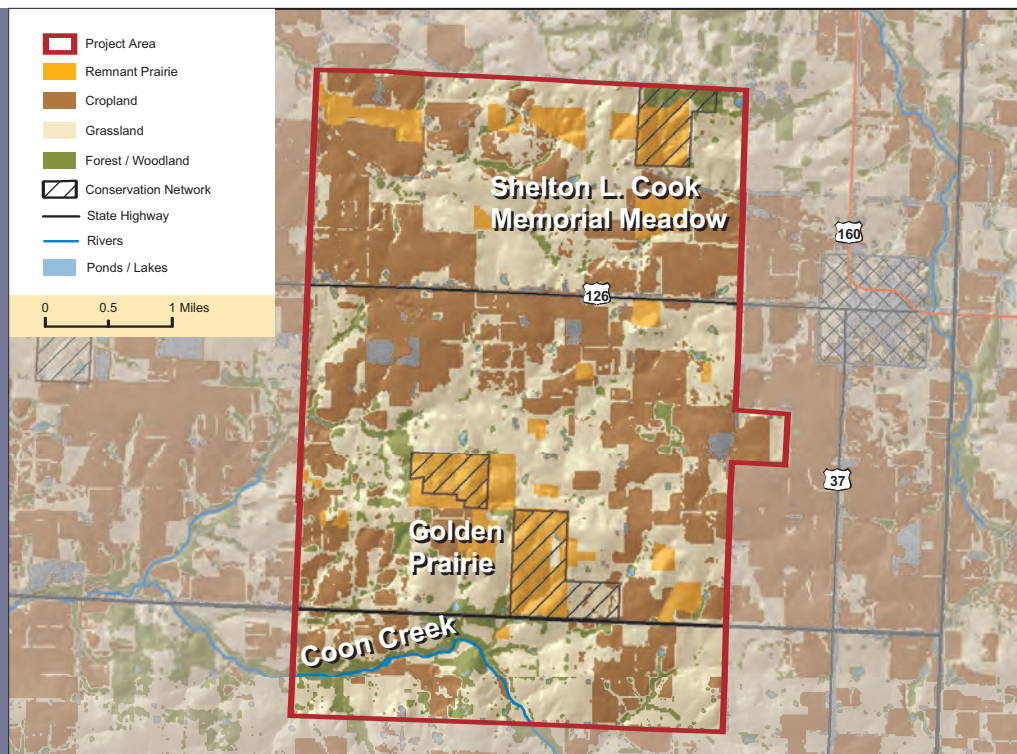 Project Area
Remnant Prairie
Cropland
Grassland
Forest / Woodland
Conservation Network
State Highway
Rivers
Ponds / Lakes
0 0.5 1 Miles
Shelton L. Cook
Memorial Meadow
160
126
37
Golden
Prairie
Coon Creek